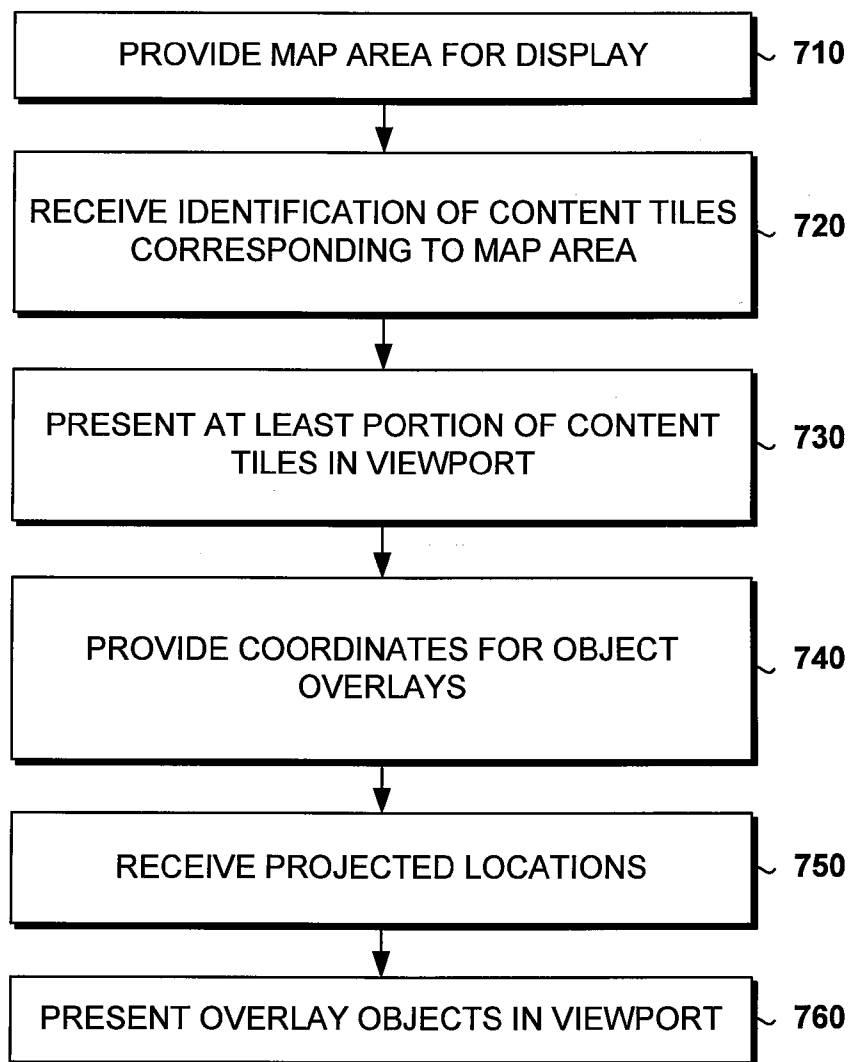 PROVIDE MAP AREA FOR DISPLAY
710
RECEIVE IDENTIFICATION OF CONTENT TILES
CORRESPONDING TO MAP AREA
720
PRESENT AT LEAST PORTION OF CONTENT
TILES IN VIEWPORT
730
PROVIDE COORDINATES FOR OBJECT
OVERLAYS
740
RECEIVE PROJECTED LOCATIONS
750
PRESENT OVERLAY OBJECTS IN VIEWPORT
760